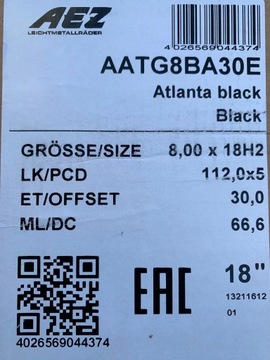 AEZ
LEICHTMETALLRÄDER
4026569044374
AATG8BA30E
Atlanta black
Black
GRÖSSE/SIZE 8,00 x 18H2
LK/PCD 112,0x5
ET/OFFSET 30,0
ML/DC 66,6
EAC 18"
13211612
01
4026569044374